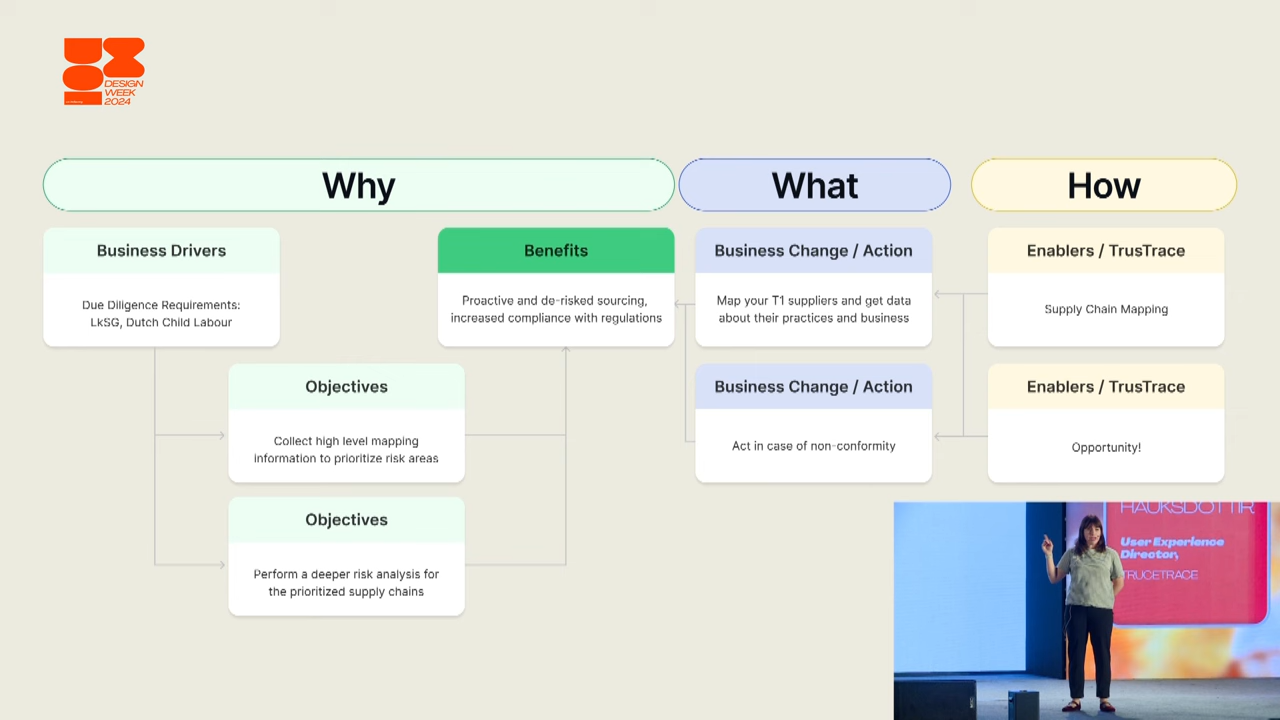 DESIGN
WEEK
2024
Why
What
How
Business Drivers
Due Diligence Requirements:
LkSG, Dutch Child Labour
Benefits
Proactive and de-risked sourcing,
increased compliance with regulations
Business Change / Action
Map your T1 suppliers and get data
about their practices and business
Enablers / TrusTrace
Supply Chain Mapping
Objectives
Collect high level mapping
information to prioritize risk areas
Business Change / Action
Act in case of non-conformity
Enablers / TrusTrace
Opportunity!
Objectives
Perform a deeper risk analysis for
the prioritized supply chains
HAUKSDOTTIR
User Experience
Director,
TRUCETRACE